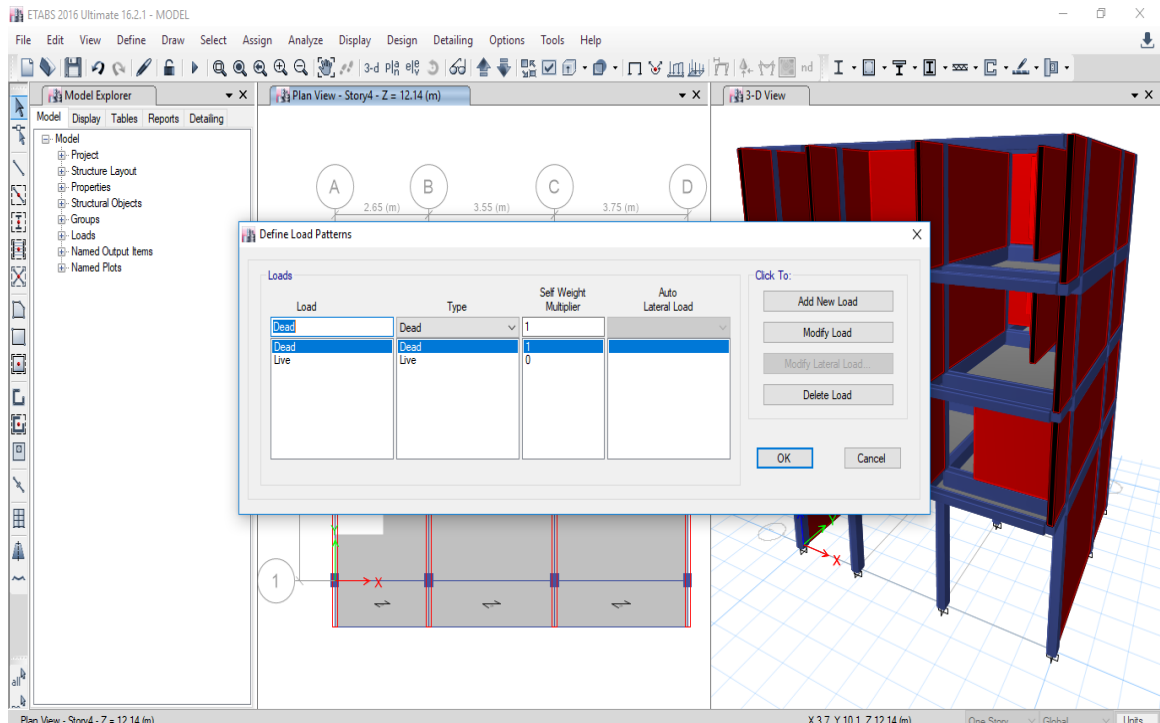 ETABS 2016 Ultimate 16.2.1 - MODEL
File Edit View Define Draw Select Assign Analyze Display Design Detailing Options Tools Help
3-d nd
Model Explorer
Model Display Tables Reports Detailing
Model
Project
Structure Layout
Properties
Structural Objects
Groups
Loads
Named Output Items
Named Plots
all
Plan View - Story4 - Z = 12.14 (m)
A B C D
2.65 (m) 3.55 (m) 3.75 (m)
1
X
3-D View
X
Define Load Patterns
Loads
Load Type Self Weight Multiplier Auto Lateral Load
Dead Dead 1
Dead Dead 1
Live Live 0
Click To:
Add New Load
Modify Load
Modify Lateral Load...
Delete Load
OK Cancel
Plan View - Story4 - Z = 12.14 (m) X 3.7 Y 10.1 Z 12.14 (m) One Story Global Units